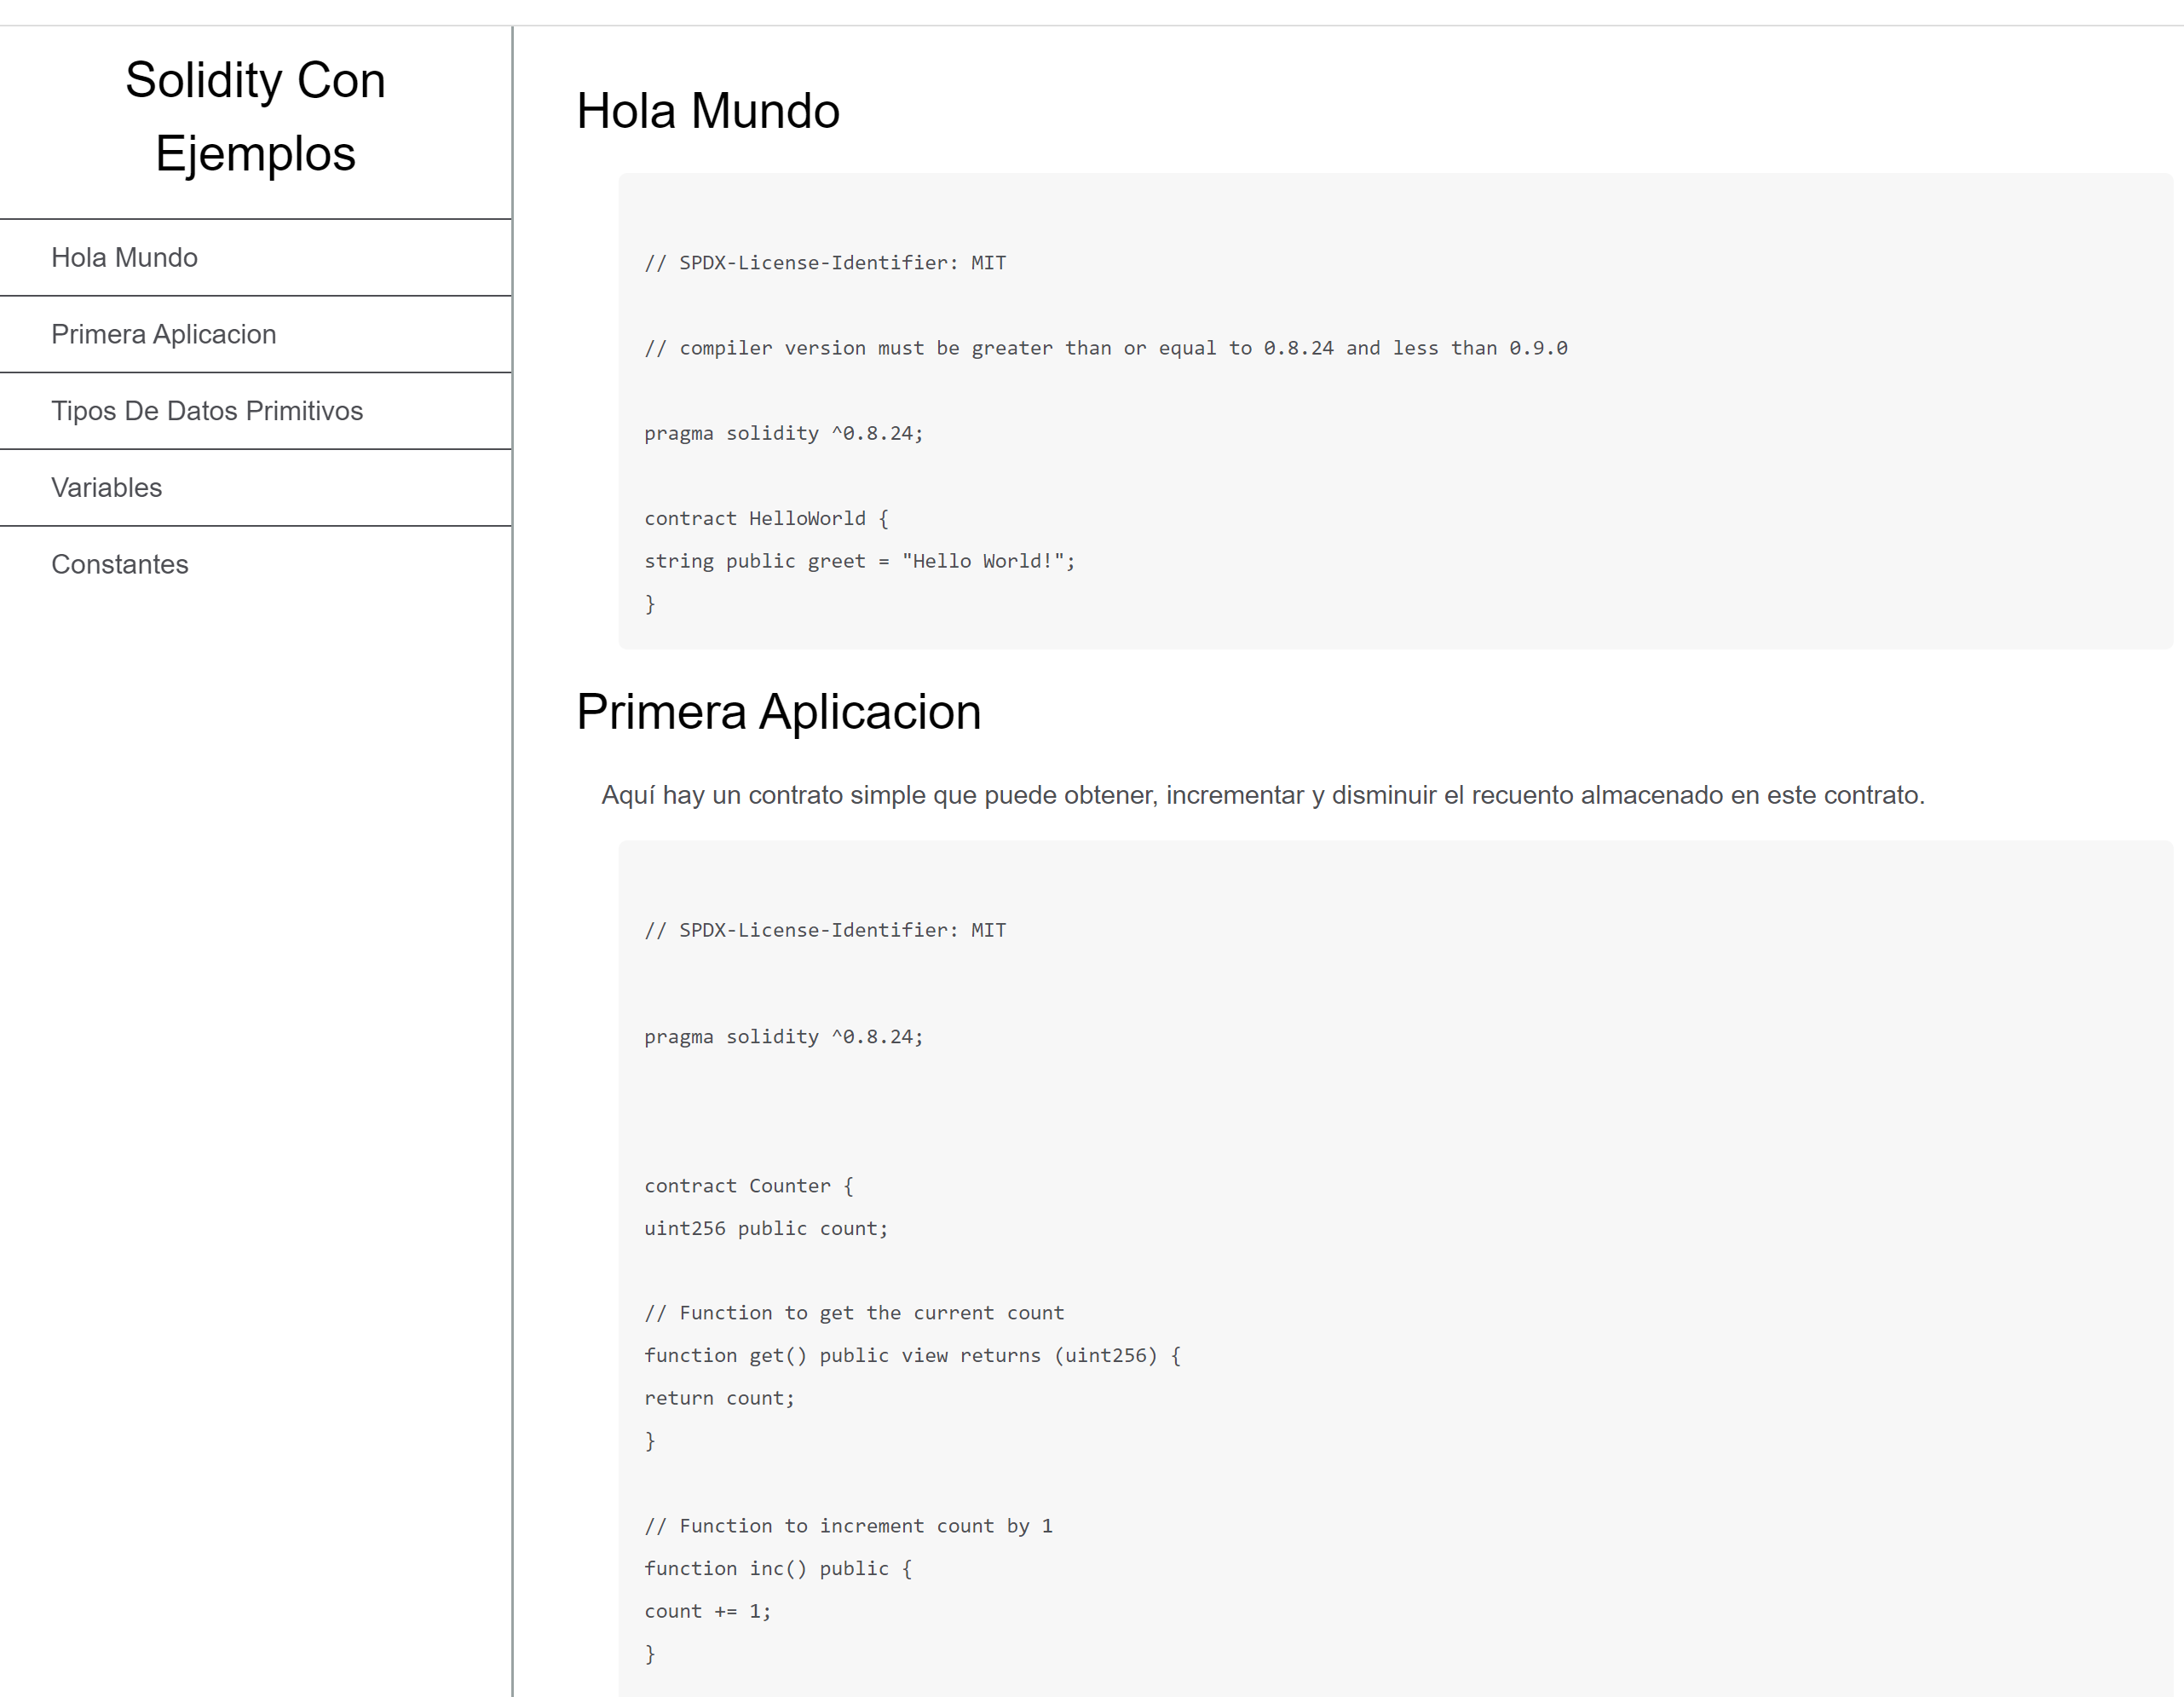 Solidity Con
Ejemplos
Hola Mundo
Primera Aplicacion
Tipos De Datos Primitivos
Variables
Constantes
Hola Mundo
// SPDX-License-Identifier: MIT
// compiler version must be greater than or equal to 0.8.24 and less than 0.9.0
pragma solidity ^0.8.24;
contract HelloWorld {
string public greet = "Hello World!";
}
Primera Aplicacion
Aquí hay un contrato simple que puede obtener, incrementar y disminuir el recuento almacenado en este contrato.
// SPDX-License-Identifier: MIT
pragma solidity ^0.8.24;
contract Counter {
uint256 public count;
// Function to get the current count
function get() public view returns (uint256) {
return count;
}
// Function to increment count by 1
function inc() public {
count += 1;
}